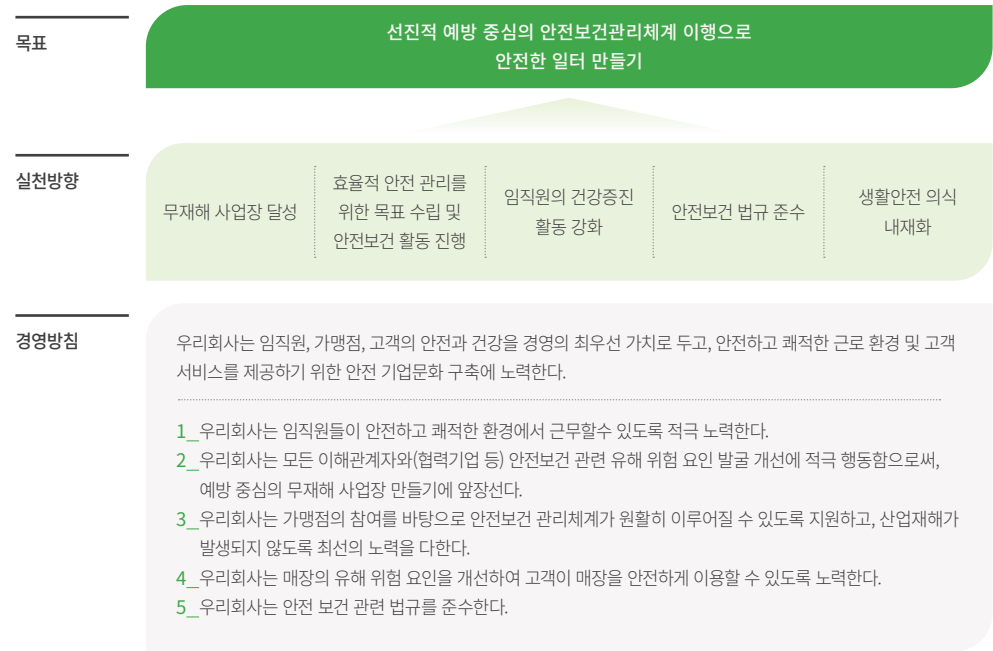 목표
선진적 예방 중심의 안전보건관리체계 이행으로
안전한 일터 만들기
실천방향
무재해 사업장 달성
효율적 안전 관리를
위한 목표 수립 및
안전보건 활동 진행
임직원의 건강증진
활동 강화
안전보건 법규 준수
생활안전 의식
내재화
경영방침
우리회사는 임직원, 가맹점, 고객의 안전과 건강을 경영의 최우선 가치로 두고, 안전하고 쾌적한 근로 환경 및 고객
서비스를 제공하기 위한 안전 기업문화 구축에 노력한다.
1_우리회사는 임직원들이 안전하고 쾌적한 환경에서 근무할수 있도록 적극 노력한다.
2_우리회사는 모든 이해관계자와(협력기업 등) 안전보건 관련 유해 위험 요인 발굴 개선에 적극 행동함으로써,
예방 중심의 무재해 사업장 만들기에 앞장선다.
3_우리회사는 가맹점의 참여를 바탕으로 안전보건 관리체계가 원활히 이루어질 수 있도록 지원하고, 산업재해가
발생되지 않도록 최선의 노력을 다한다.
4_우리회사는 매장의 유해 위험 요인을 개선하여 고객이 매장을 안전하게 이용할 수 있도록 노력한다.
5_우리회사는 안전 보건 관련 법규를 준수한다.